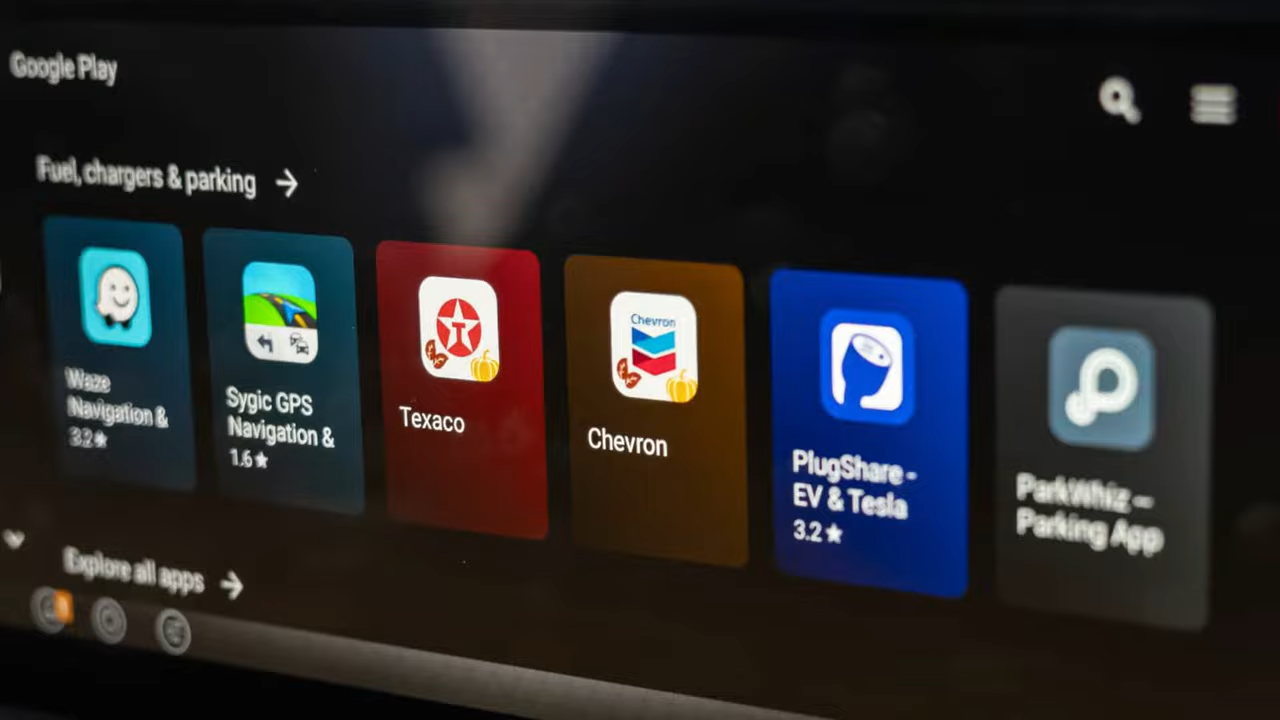 Google Play
Fuel, chargers & parking →
Waze
Navigation &
3.2★
Sygic GPS
Navigation &
1.6★
Texaco
Chevron
Chevron
PlugShare -
EV & Tesla
3.2★
ParkWhiz –
Parking App
Explore all apps →